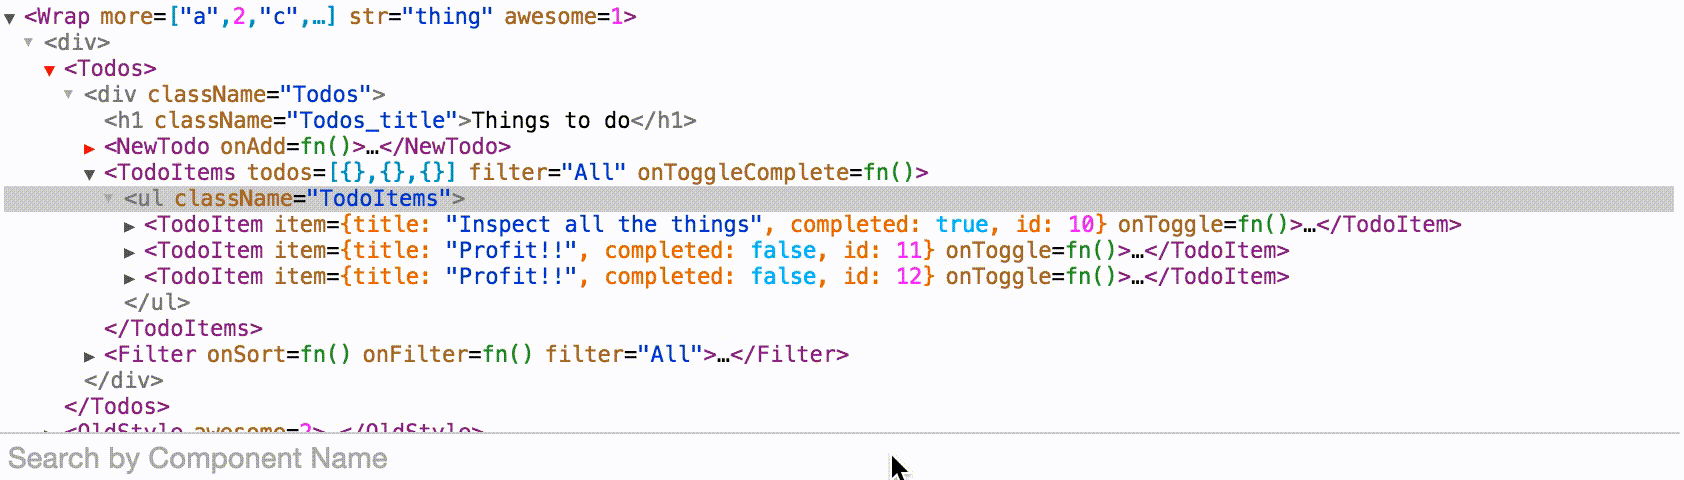 ▼ <Wrap more=["a",2,"c",…] str="thing" awesome=1>
▼ <div>
▼ <Todos>
▼ <div className="Todos">
<h1 className="Todos_title">Things to do</h1>
▶ <NewTodo onAdd=fn()>…</NewTodo>
▼ <TodoItems todos=[{},{},{}] filter="All" onToggleComplete=fn()>
▼ <ul className="TodoItems">
▶ <TodoItem item={title: "Inspect all the things", completed: true, id: 10} onToggle=fn()>…</TodoItem>
▶ <TodoItem item={title: "Profit!!", completed: false, id: 11} onToggle=fn()>…</TodoItem>
▶ <TodoItem item={title: "Profit!!", completed: false, id: 12} onToggle=fn()>…</TodoItem>
</ul>
</TodoItems>
▶ <Filter onSort=fn() onFilter=fn() filter="All">…</Filter>
</div>
</Todos>
▶ <OldStyle awesome=2>…</OldStyle>
Search by Component Name